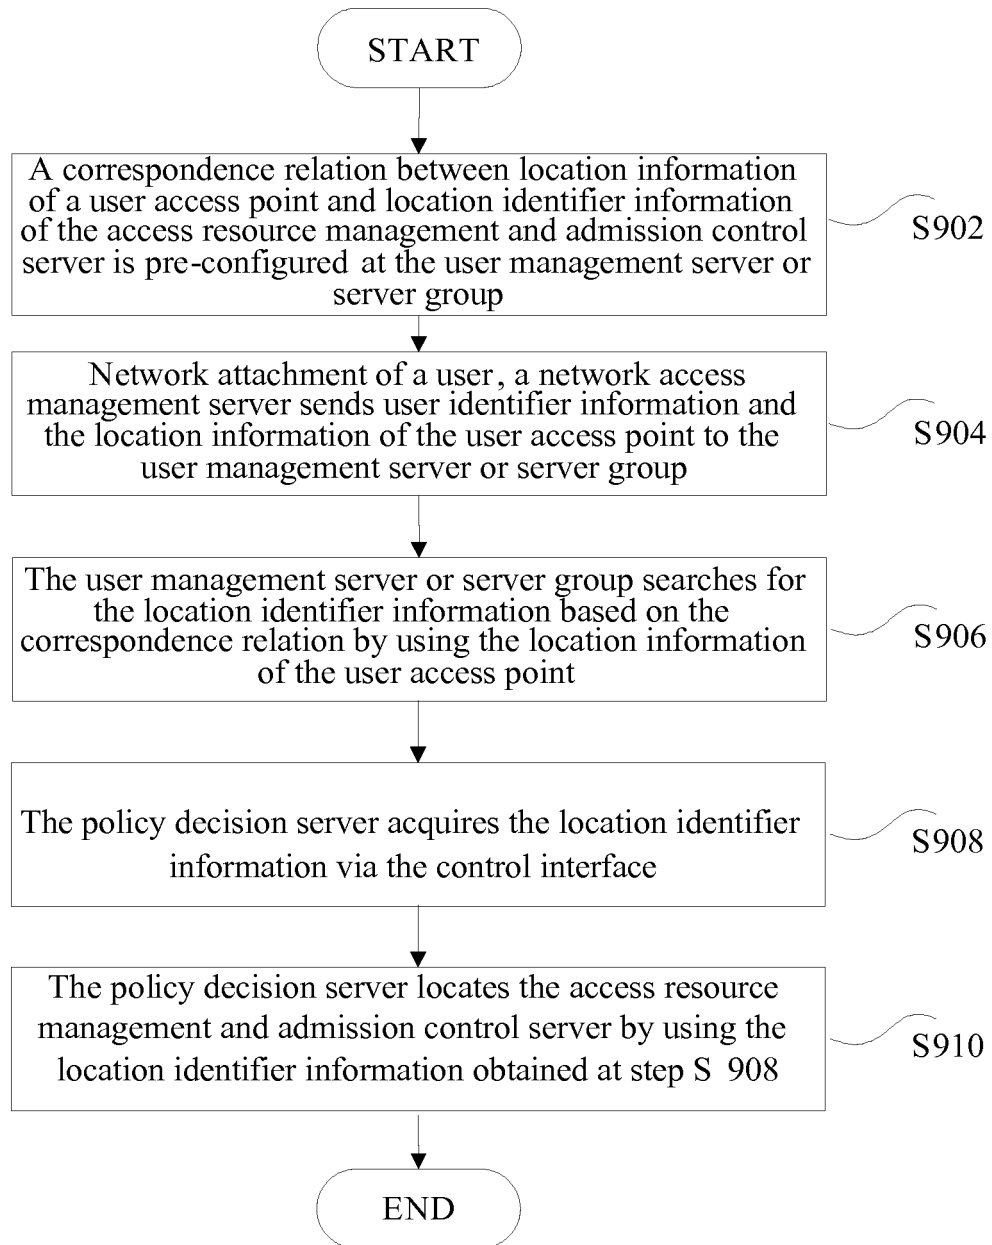 START
A correspondence relation between location information
of a user access point and location identifier information
of the access resource management and admission control
server is pre-configured at the user management server or
server group
S902
Network attachment of a user, a network access
management server sends user identifier information and
the location information of the user access point to the
user management server or server group
S904
The user management server or server group searches for
the location identifier information based on the
correspondence relation by using the location information
of the user access point
S906
The policy decision server acquires the location identifier
information via the control interface
S908
The policy decision server locates the access resource
management and admission control server by using the
location identifier information obtained at step S 908
S910
END